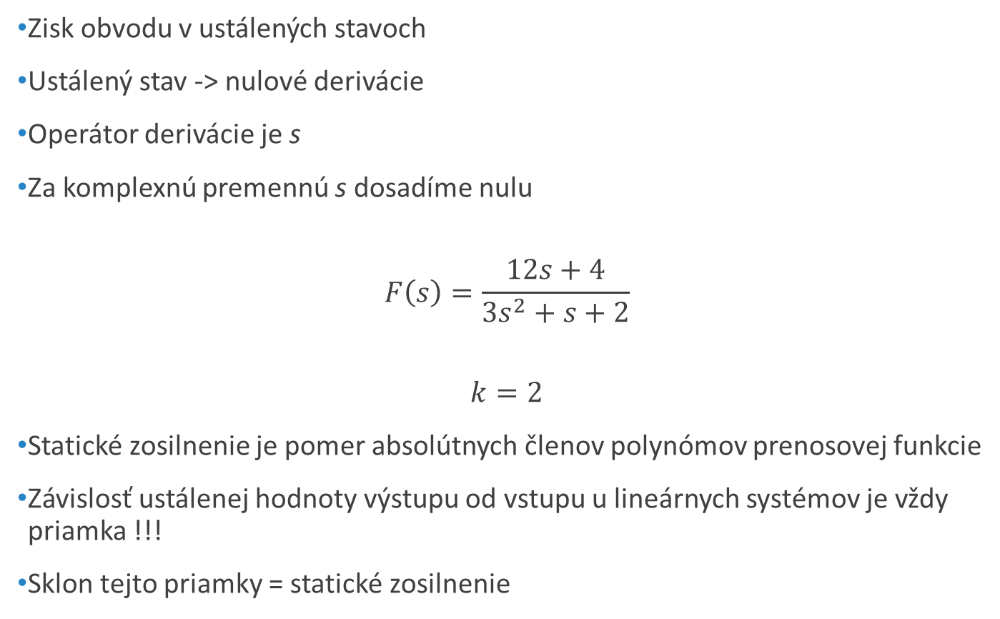 •Zisk obvodu v ustálených stavoch
•Ustálený stav -> nulové derivácie
•Operátor derivácie je s
•Za komplexnú premennú s dosadíme nulu
F(s) = \frac{12s + 4}{3s^2 + s + 2}
k = 2
•Statické zosilnenie je pomer absolútnych členov polynómov prenosovej funkcie
•Závislosť ustálenej hodnoty výstupu od vstupu u lineárnych systémov je vždy
priamka !!!
•Sklon tejto priamky = statické zosilnenie